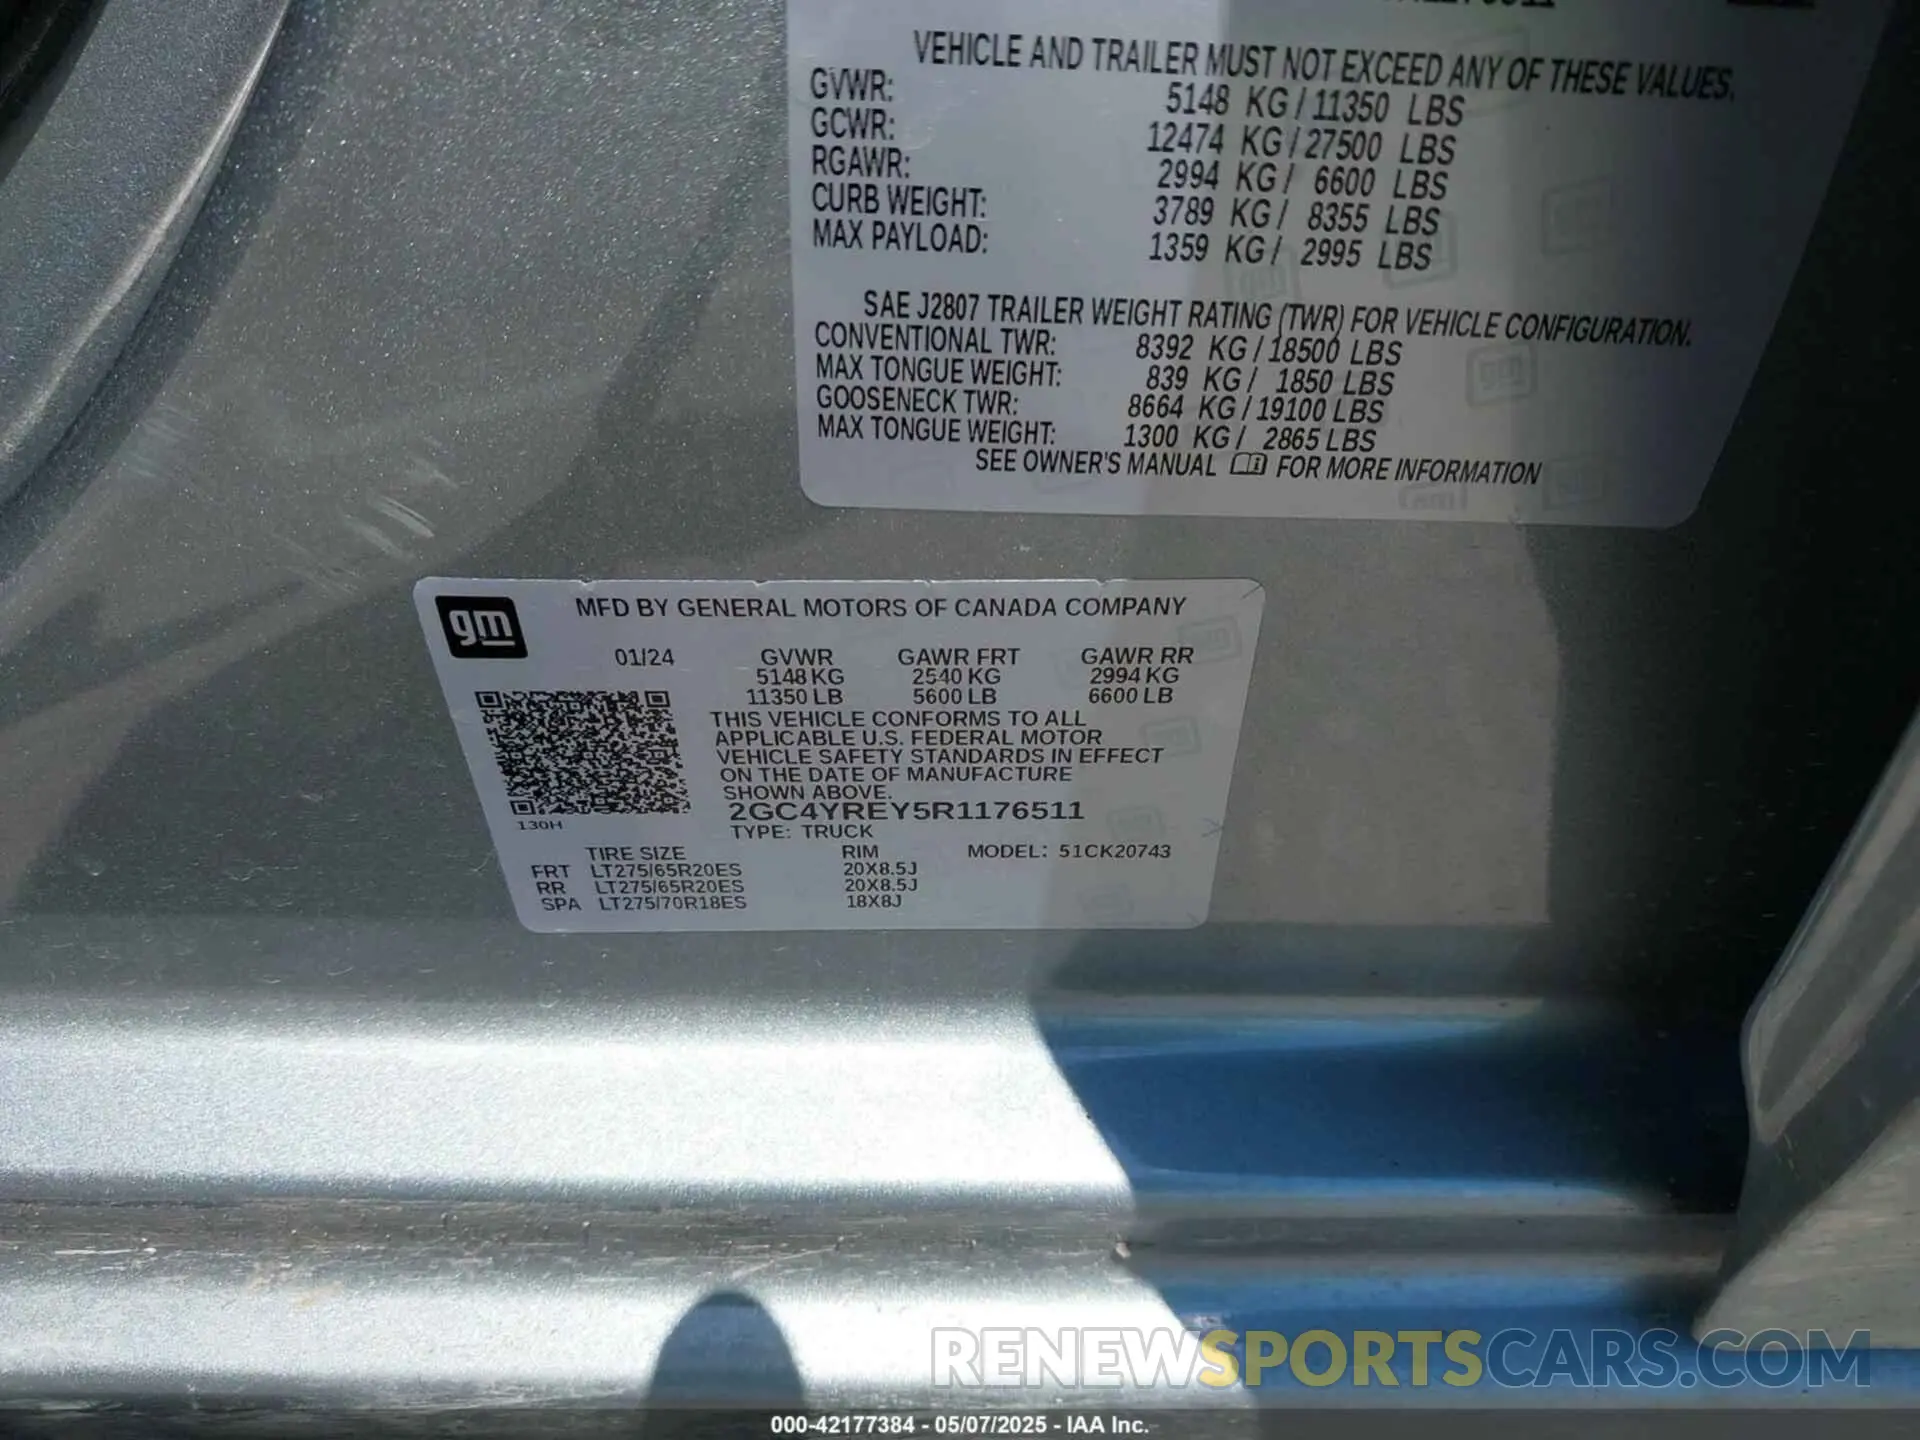 VEHICLE AND TRAILER MUST NOT EXCEED ANY OF THESE VALUES.
GVWR: 5148 KG / 11350 LBS
GCWR: 12474 KG / 27500 LBS
RGAWR: 2994 KG / 6600 LBS
CURB WEIGHT: 3789 KG / 8355 LBS
MAX PAYLOAD: 1359 KG / 2995 LBS
SAE J2807 TRAILER WEIGHT RATING (TWR) FOR VEHICLE CONFIGURATION.
CONVENTIONAL TWR: 8392 KG / 18500 LBS
MAX TONGUE WEIGHT: 839 KG / 1850 LBS
GOOSENECK TWR: 8664 KG / 19100 LBS
MAX TONGUE WEIGHT: 1300 KG / 2865 LBS
SEE OWNER'S MANUAL FOR MORE INFORMATION
gm
MFD BY GENERAL MOTORS OF CANADA COMPANY
01/24 GVWR GAWR FRT GAWR RR
5148 KG 2540 KG 2994 KG
11350 LB 5600 LB 6600 LB
THIS VEHICLE CONFORMS TO ALL
APPLICABLE U.S. FEDERAL MOTOR
VEHICLE SAFETY STANDARDS IN EFFECT
ON THE DATE OF MANUFACTURE
SHOWN ABOVE.
2GC4YREY5R1176511
130H
TYPE: TRUCK
TIRE SIZE RIM MODEL: 51CK20743
FRT LT275/65R20ES 20X8.5J
RR LT275/65R20ES 20X8.5J
SPA LT275/70R18ES 18X8J
RENEWSPORTSCARS.COM
000-42177384 - 05/07/2025 - IAA Inc.